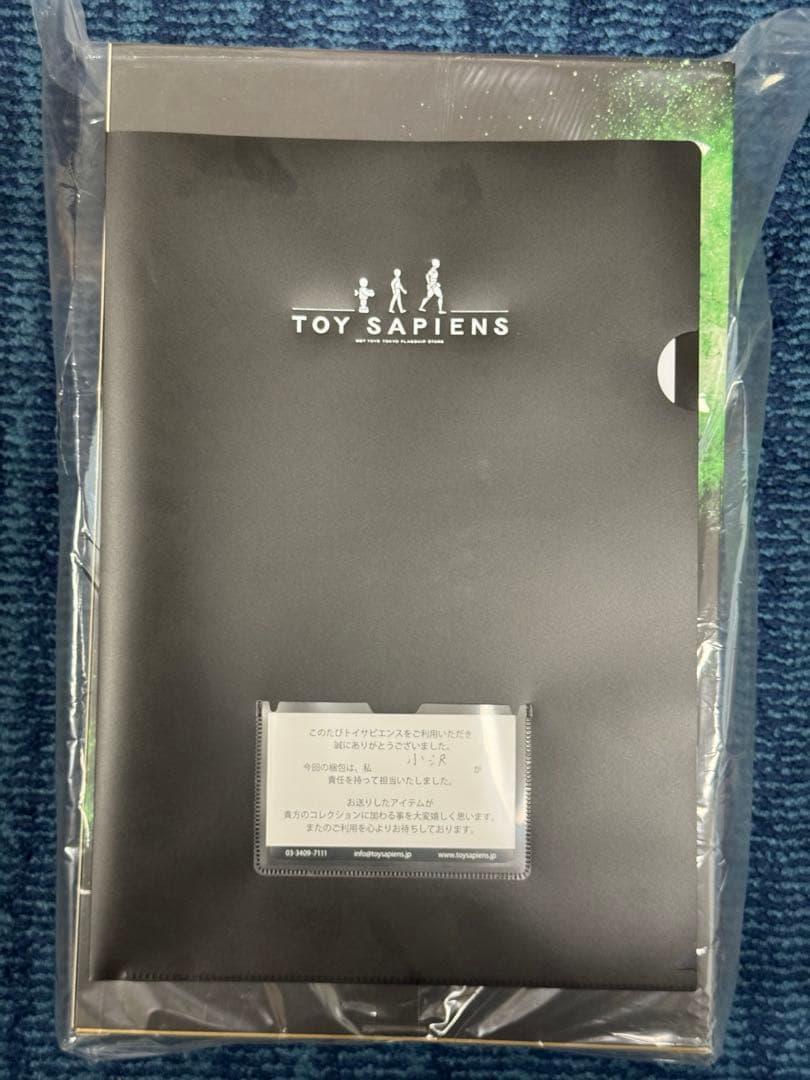 TOY SAPIENS
HOT TOYS TOKYO FLAGSHIP STORE
このたびトイサピエンスをご利用いただき
誠にありがとうございました。
今回の梱包は、私 小沢 が
責任を持って担当いたしました。
お送りしたアイテムが
貴方のコレクションに加わる事を大変嬉しく思います。
またのご利用を心よりお待ちしております。
03-3409-7111 info@toysapiens.jp www.toysapiens.jp